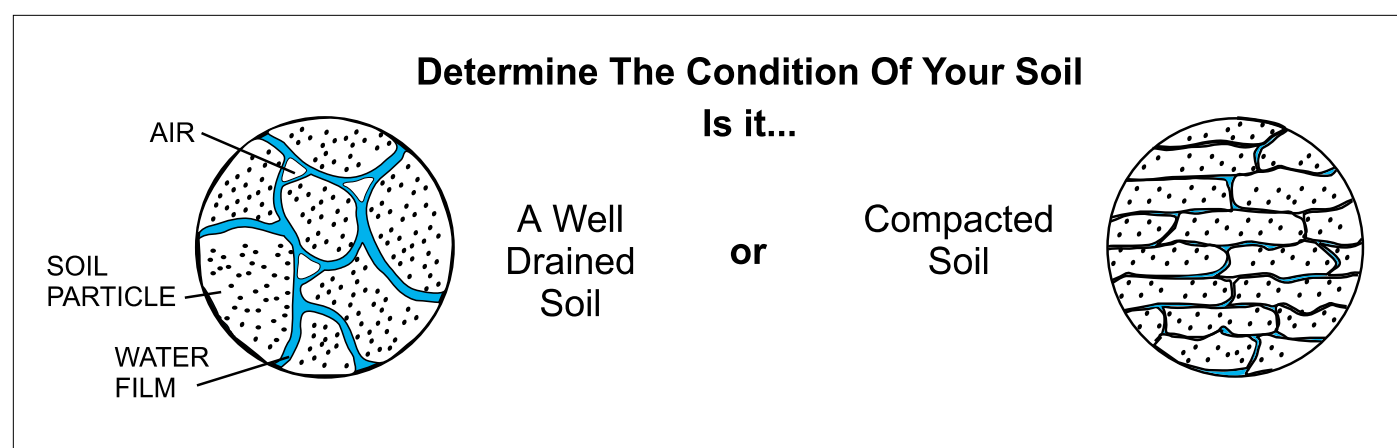 Determine The Condition Of Your Soil
Is it...
AIR
SOIL
PARTICLE
WATER
FILM
A Well
Drained
Soil
or
Compacted
Soil